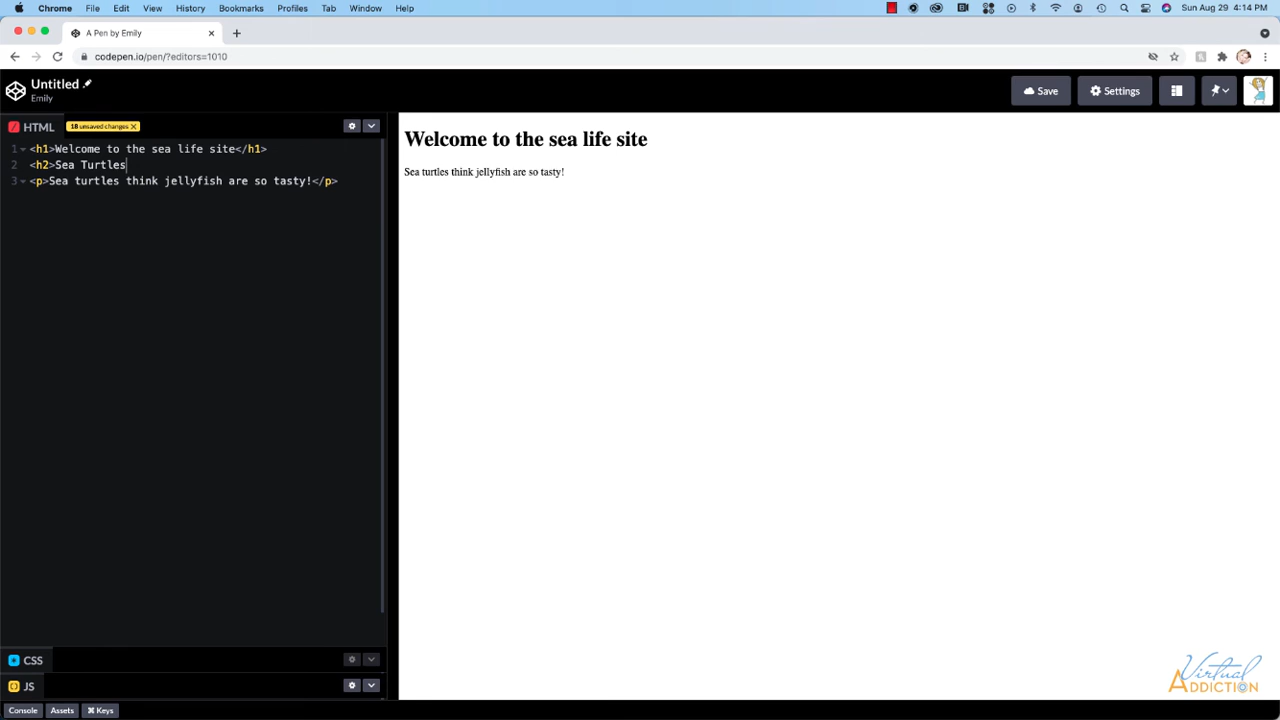 Chrome File Edit View History Bookmarks Profiles Tab Window Help Sun Aug 29 4:14 PM
A Pen by Emily
codepen.io/pen/?editors=1010
Untitled
Emily
Save Settings
HTML 18 unsaved changes X
1 <h1>Welcome to the sea life site</h1>
2 <h2>Sea Turtles
3 <p>Sea turtles think jellyfish are so tasty!</p>
Welcome to the sea life site
Sea turtles think jellyfish are so tasty!
CSS
JS
Console Assets ⌘ Keys
Virtual
ADDICTION